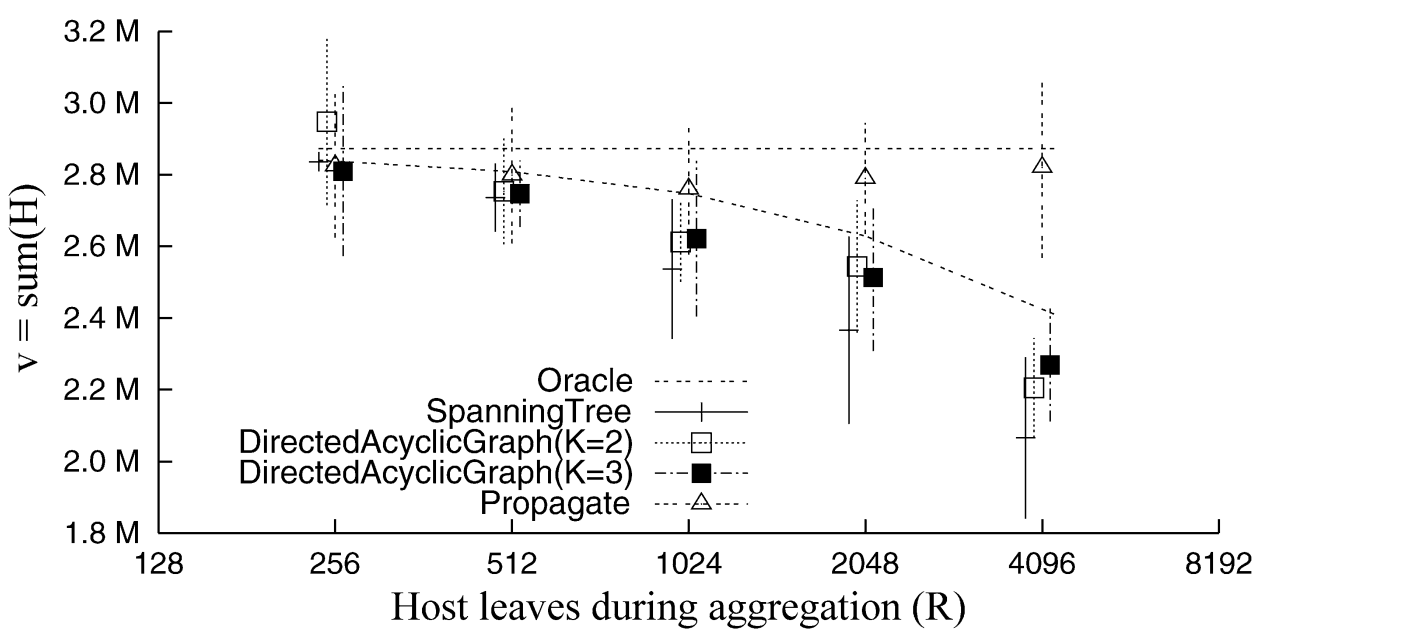 3.2 M
3.0 M
2.8 M
2.6 M
2.4 M
2.2 M
2.0 M
1.8 M
v = sum(H)
Oracle
SpanningTree
DirectedAcyclicGraph(K=2)
DirectedAcyclicGraph(K=3)
Propagate
128 256 512 1024 2048 4096 8192
Host leaves during aggregation (R)